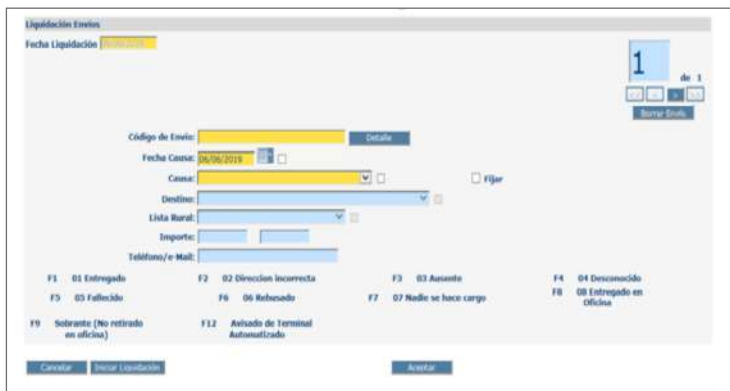 Liquidación Envíos
Fecha Liquidación
1 de 1
<< < > >>
Borrar Envío
Código de Envío: Detalle
Fecha Causa: 06/06/2019
Causa: Fijar
Destino:
Lista Rural:
Importe:
Teléfono/e-Mail:
F1 01 Entregado F2 02 Direccion incorrecta F3 03 Ausente F4 04 Desconocido
F5 05 Fallecido F6 06 Rehusado F7 07 Nadie se hace cargo F8 08 Entregado en
Oficina
F9 Sobrante (No retirado F12 Avisado de Terminal
en oficina) Automatizado
Cancelar Iniciar Liquidación Aceptar